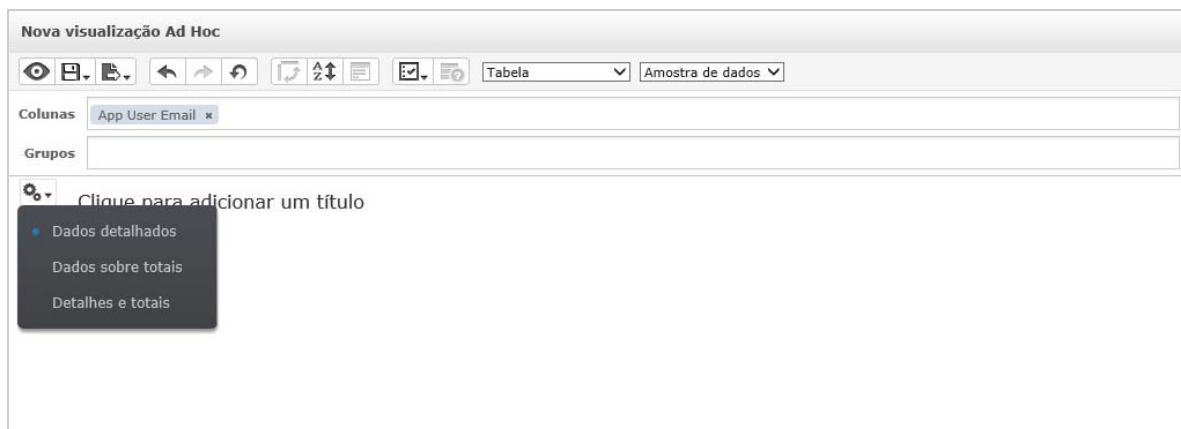 Nova visualização Ad Hoc
Tabela Amostra de dados
Colunas App User Email ×
Grupos
Clique para adicionar um título
Dados detalhados
Dados sobre totais
Detalhes e totais